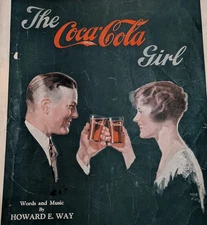 The
Coca-Cola
Girl
Words and Music
By
HOWARD E. WAY